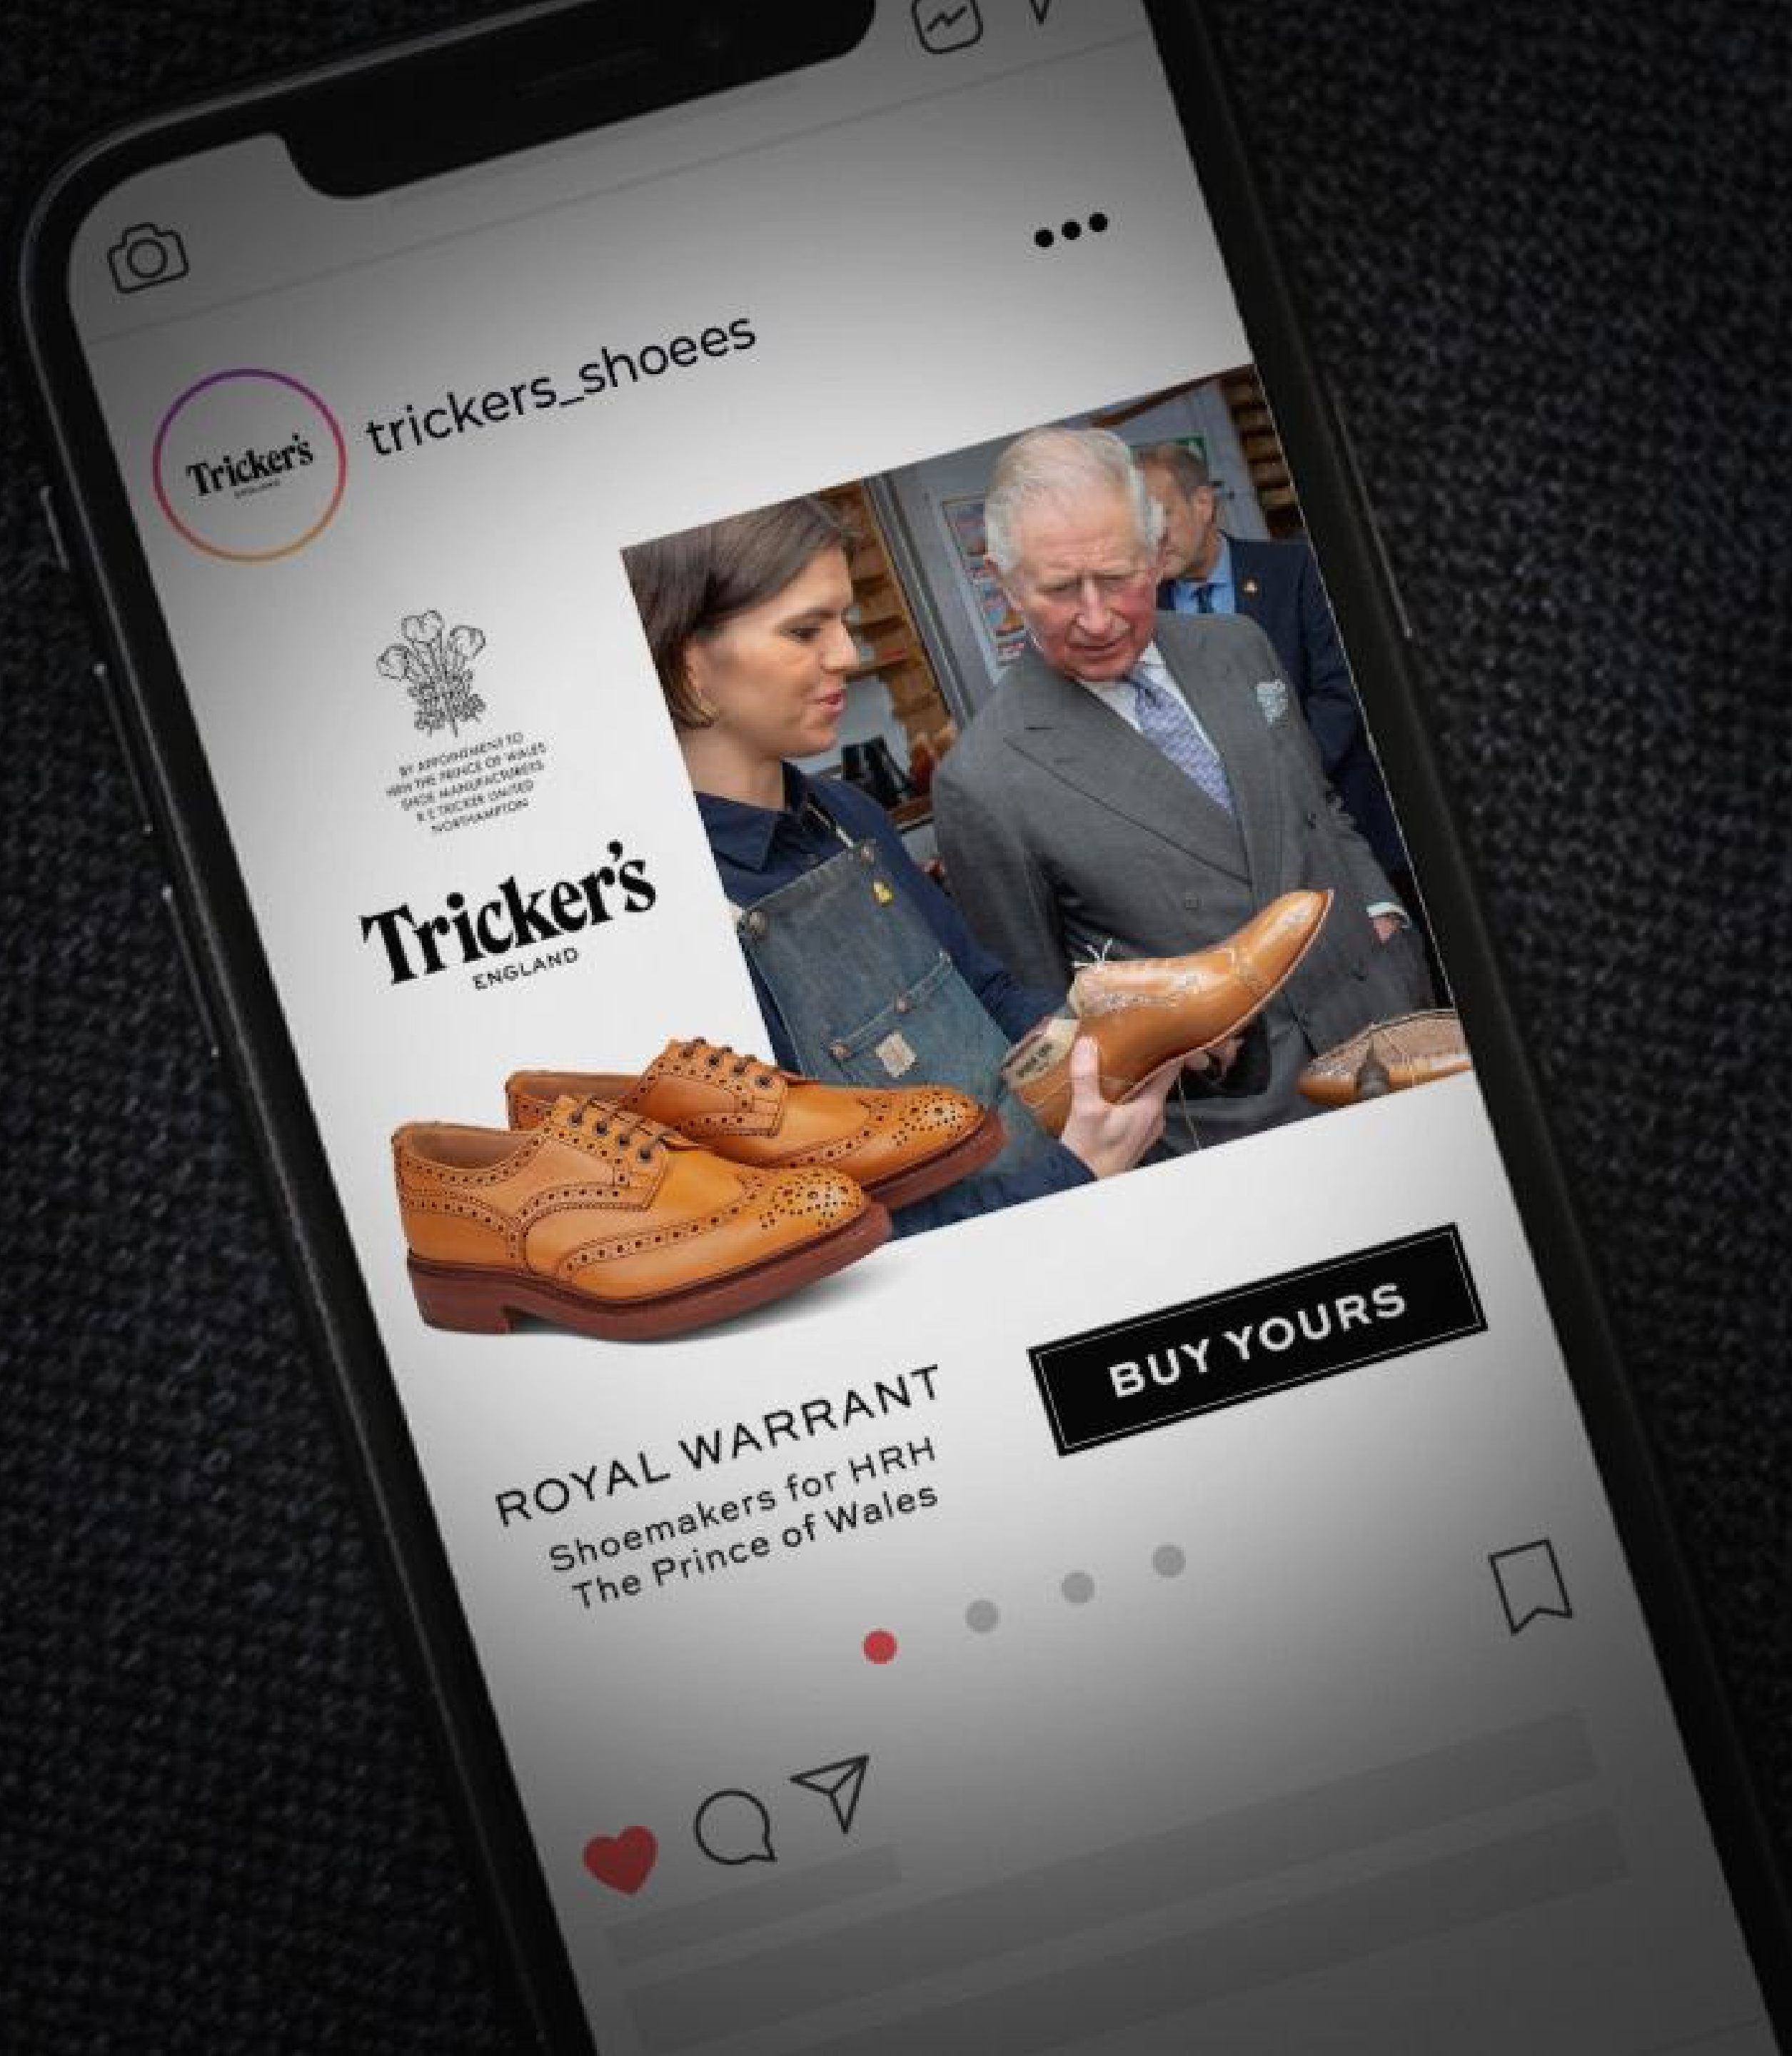 trickers_shoees
Tricker's
ENGLAND
BY APPOINTMENT TO
HRH THE PRINCE OF WALES
SHOE MANUFACTURERS
R E TRICKER LIMITED
NORTHAMPTON
Tricker's
ENGLAND
BUY YOURS
ROYAL WARRANT
Shoemakers for HRH
The Prince of Wales